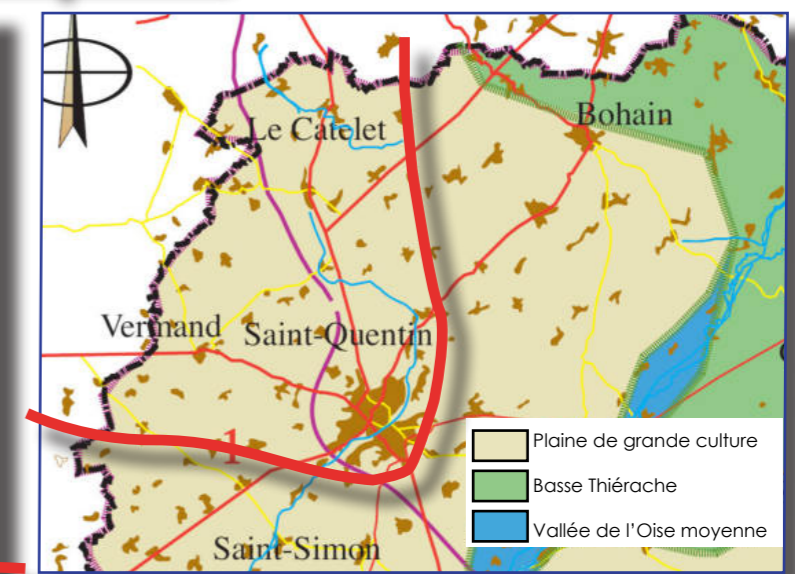 Le Catelet
Bohain
Vermand
Saint-Quentin
1
Saint-Simon
Plaine de grande culture
Basse Thiérache
Vallée de l'Oise moyenne